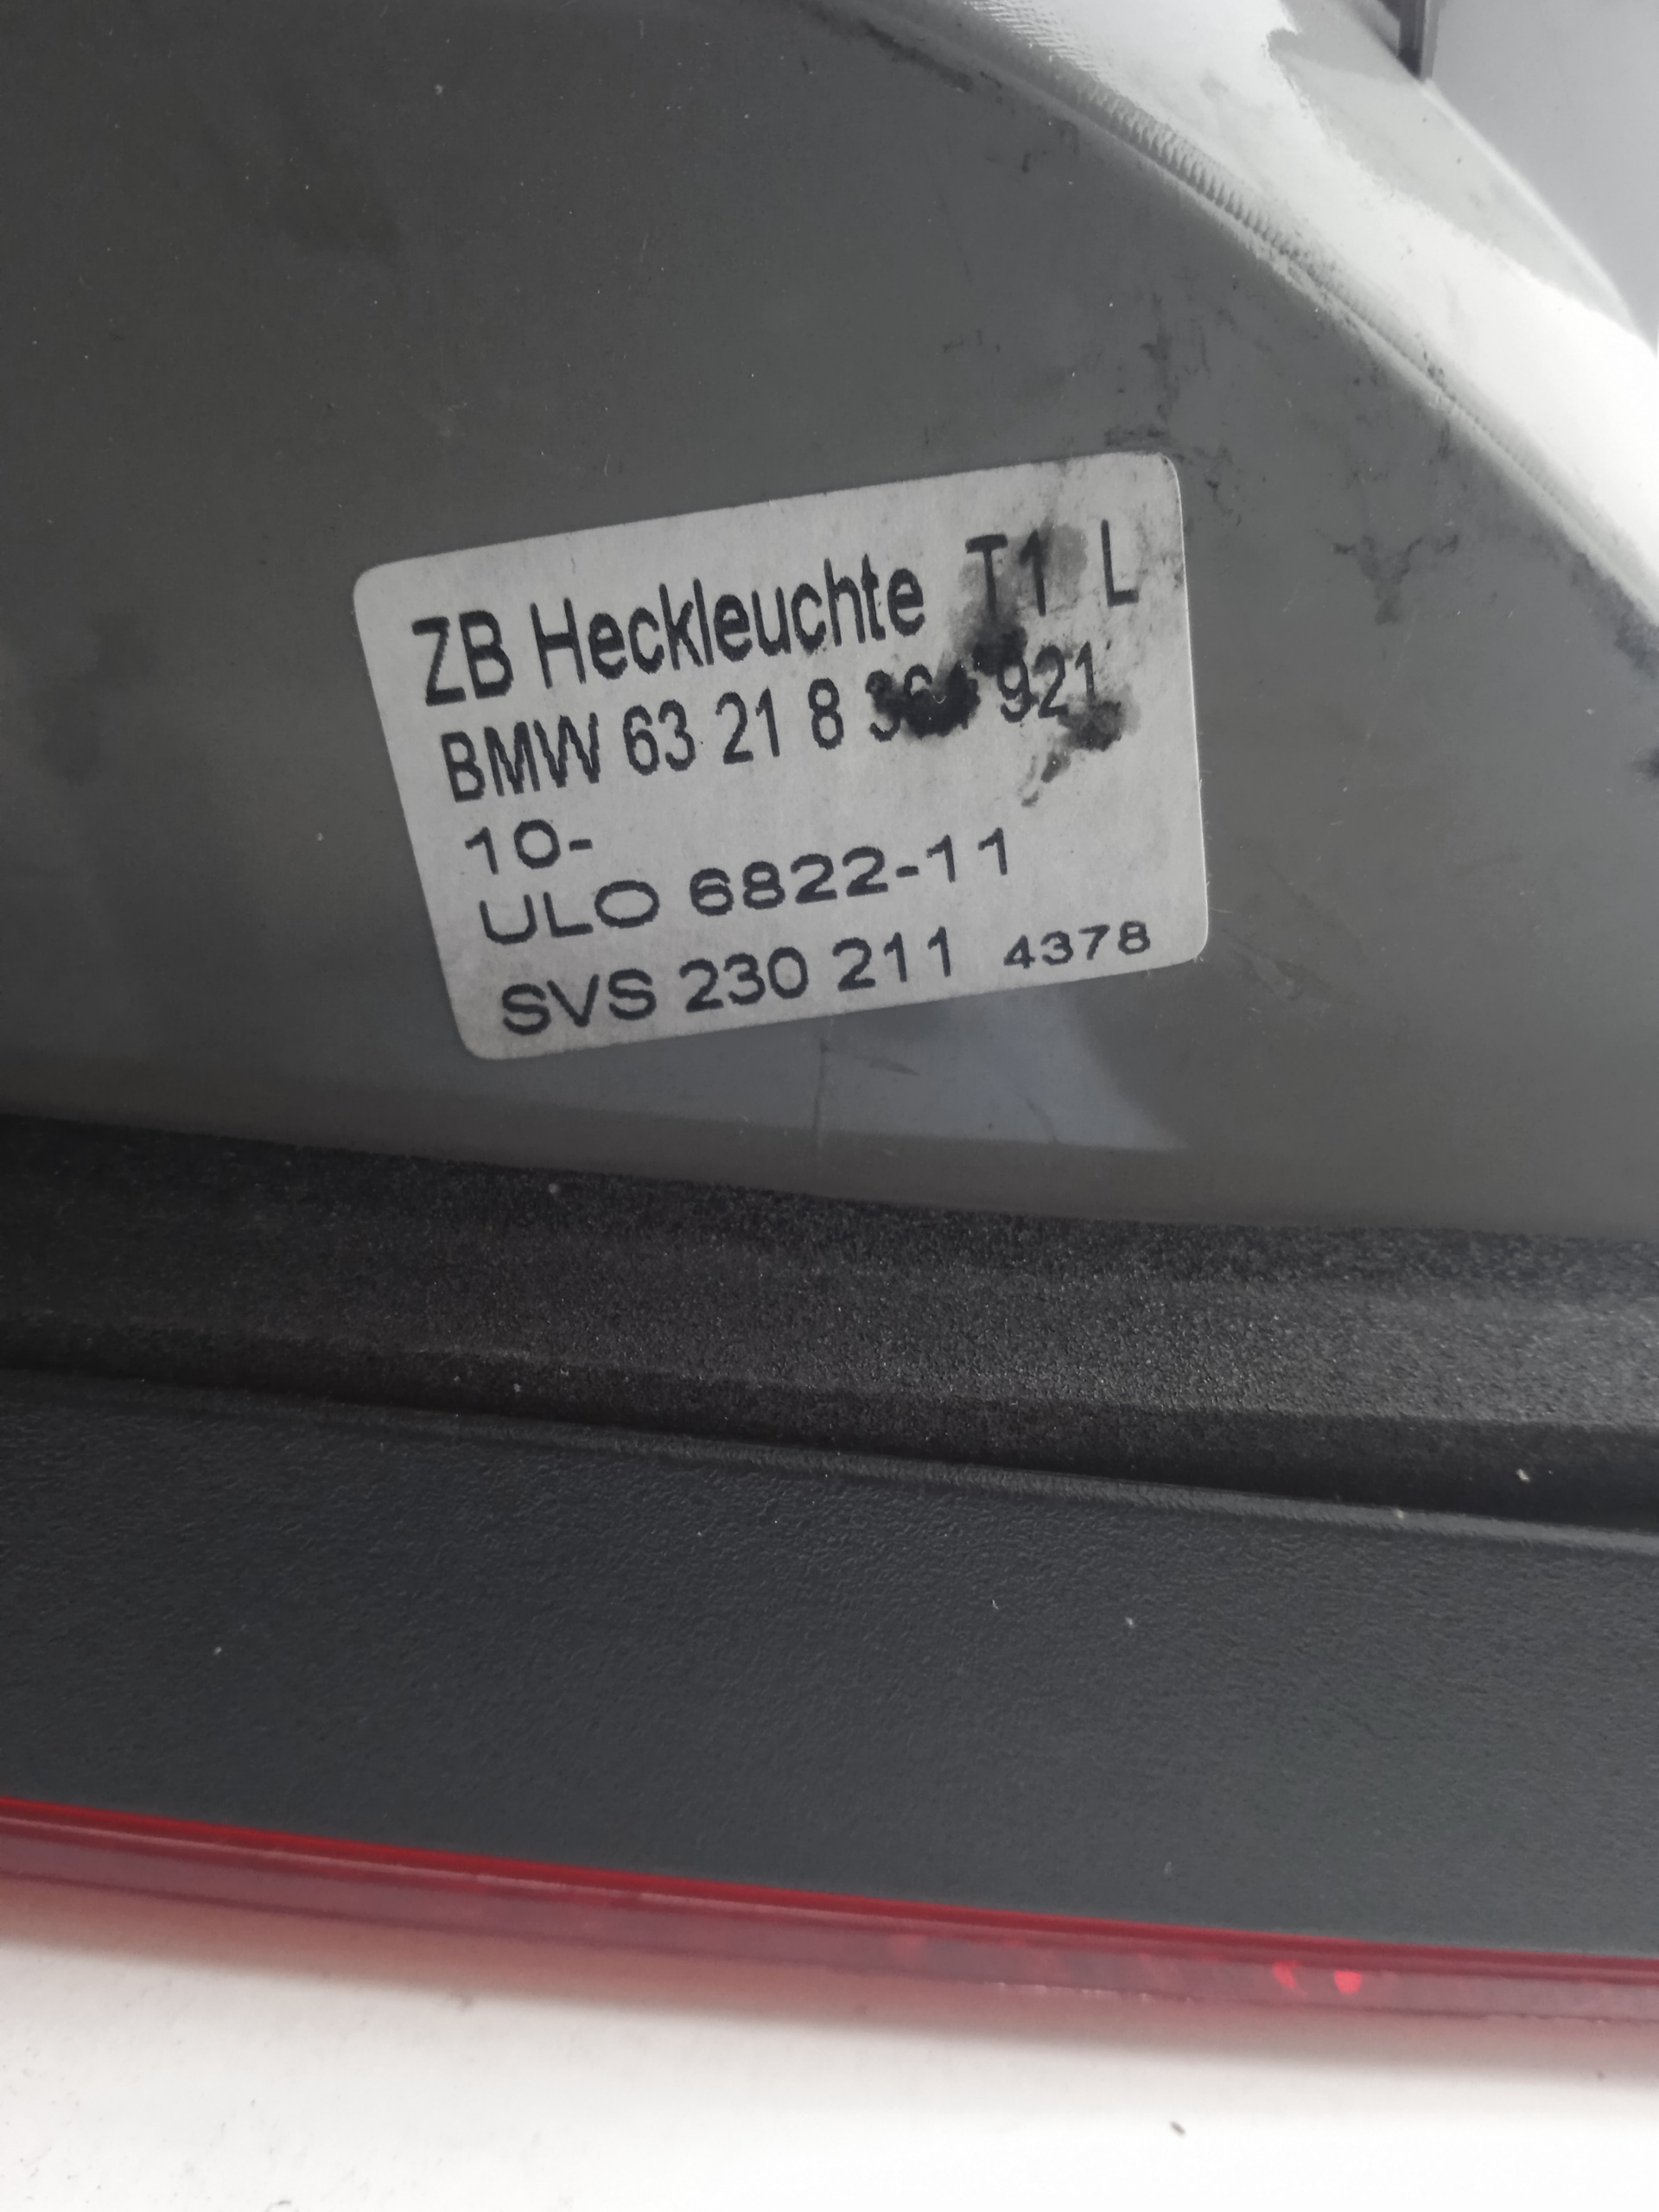 ZB Heckleuchte T1 L
BMW 63 21 8 921
10-
ULO 6822-11
SVS 230 211 4378